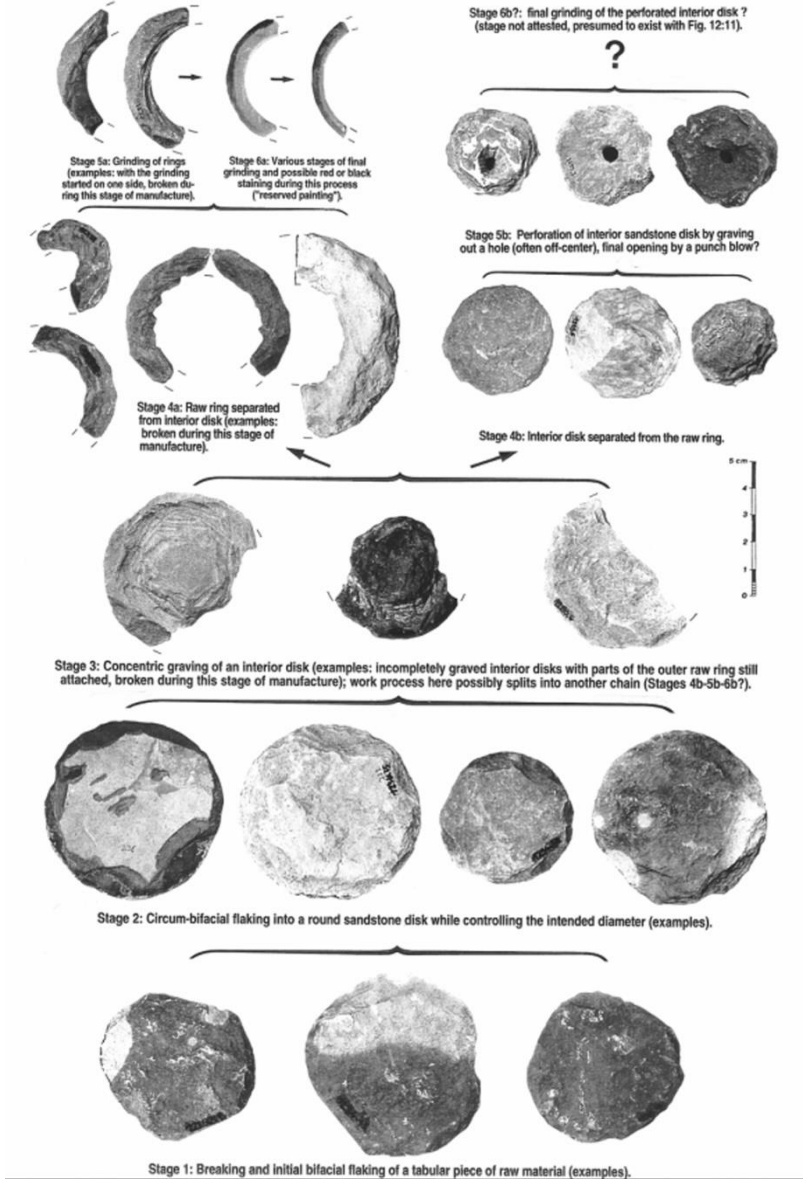 Stage 6b?: final grinding of the perforated interior disk ?
(stage not attested, presumed to exist with Fig. 12:11).
?
Stage 5a: Grinding of rings
(examples: with the grinding
started on one side, broken du-
ring this stage of manufacture).
Stage 6a: Various stages of final
grinding and possible red or black
staining during this process
("reserved painting").
Stage 5b: Perforation of interior sandstone disk by graving
out a hole (often off-center), final opening by a punch blow?
Stage 4a: Raw ring separated
from interior disk (examples:
broken during this stage of
manufacture).
Stage 4b: Interior disk separated from the raw ring.
5 cm
4
3
2
1
0
Stage 3: Concentric graving of an interior disk (examples: incompletely graved interior disks with parts of the outer raw ring still
attached, broken during this stage of manufacture); work process here possibly splits into another chain (Stages 4b-5b-6b?).
Stage 2: Circum-bifacial flaking into a round sandstone disk while controlling the intended diameter (examples).
Stage 1: Breaking and initial bifacial flaking of a tabular piece of raw material (examples).